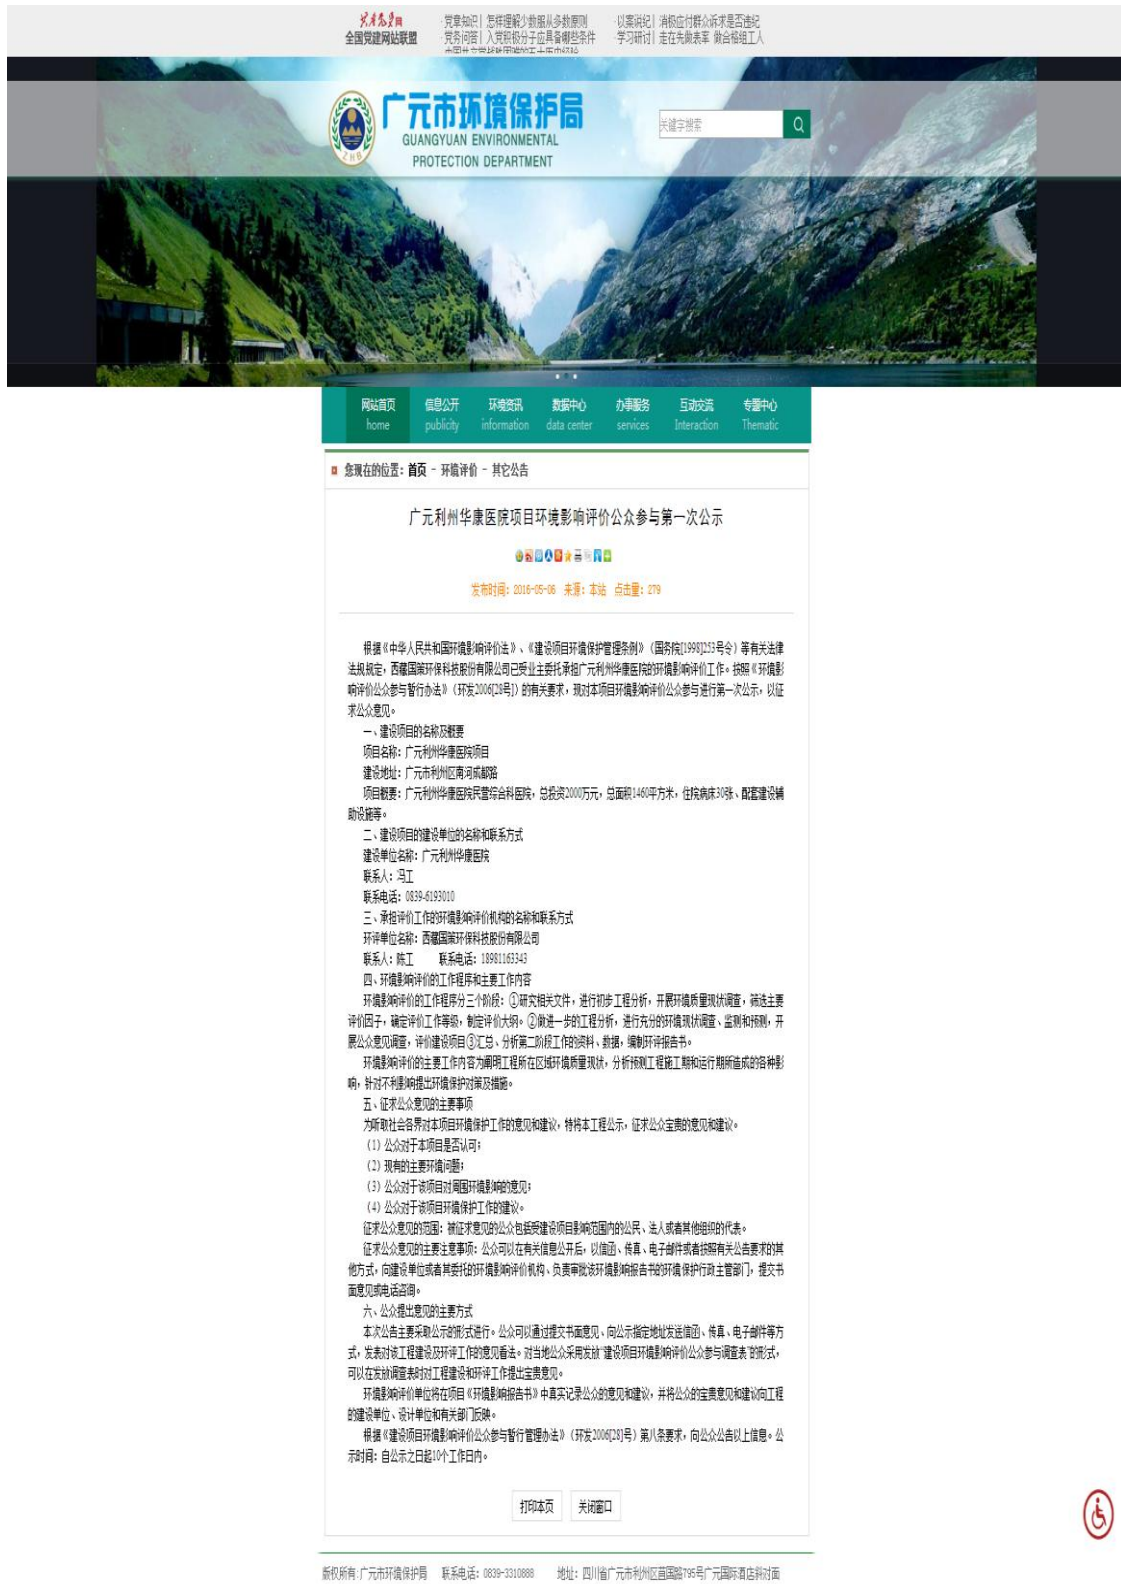 共产党员网
全国党建网站联盟
·党章知识| 怎样理解少数服从多数原则
·以案说纪| 消极应付群众诉求是否违纪
·党务问答| 入党积极分子应具备哪些条件
·学习研讨| 走在先做表率 做合格组工人
广元市环境保护局
GUANGYUAN ENVIRONMENTAL
PROTECTION DEPARTMENT
ZHB
关键字搜索
网站首页 信息公开 环境资讯 数据中心 办事服务 互动交流 专题中心
home publicity information data center services Interaction Thematic
您现在的位置：首页 - 环境评价 - 其它公告
广元利州华康医院项目环境影响评价公众参与第一次公示
发布时间：2016-05-06 来源：本站 点击量：279
根据《中华人民共和国环境影响评价法》、《建设项目环境保护管理条例》（国务院[1998]253号令）等有关法律
法规规定，西藏国策环保科技股份有限公司已受业主委托承担广元利州华康医院的环境影响评价工作。按照《环境影
响评价公众参与暂行办法》（环发2006[28号]）的有关要求，现对本项目环境影响评价公众参与进行第一次公示，以征
求公众意见。
一、建设项目的名称及概要
项目名称：广元利州华康医院项目
建设地址：广元市利州区南河成都路
项目概要：广元利州华康医院民营综合科医院，总投资2000万元，总面积1460平方米，住院病床30张、配套建设辅
助设施等。
二、建设项目的建设单位的名称和联系方式
建设单位名称：广元利州华康医院
联系人：冯工
联系电话：0839-6193010
三、承担评价工作的环境影响评价机构的名称和联系方式
环评单位名称：西藏国策环保科技股份有限公司
联系人：陈工 联系电话：18981163343
四、环境影响评价的工作程序和主要工作内容
环境影响评价的工作程序分三个阶段：①研究相关文件，进行初步工程分析，开展环境质量现状调查，筛选主要
评价因子，确定评价工作等级，制定评价大纲。②做进一步的工程分析，进行充分的环境现状调查、监测和预测，开
展公众意见调查，评价建设项目③汇总、分析第二阶段工作的资料、数据，编制环评报告书。
环境影响评价的主要工作内容为阐明工程所在区域环境质量现状，分析预测工程施工期和运行期所造成的各种影
响，针对不利影响提出环境保护对策及措施。
五、征求公众意见的主要事项
为听取社会各界对本项目环境保护工作的意见和建议，特将本工程公示，征求公众宝贵的意见和建议。
（1）公众对于本项目是否认可；
（2）现有的主要环境问题；
（3）公众对于该项目对周围环境影响的意见；
（4）公众对于该项目环境保护工作的建议。
征求公众意见的范围：被征求意见的公众包括受建设项目影响范围内的公民、法人或者其他组织的代表。
征求公众意见的主要注意事项：公众可以在有关信息公开后，以信函、传真、电子邮件或者按照有关公告要求的其
他方式，向建设单位或者其委托的环境影响评价机构、负责审批该环境影响报告书的环境保护行政主管部门，提交书
面意见或电话咨询。
六、公众提出意见的主要方式
本次公告主要采取公示的形式进行。公众可以通过提交书面意见、向公示指定地址发送信函、传真、电子邮件等方
式，发表对该工程建设及环评工作的意见看法。对当地公众采用发放“建设项目环境影响评价公众参与调查表”的形式，
可以在发放调查表时对工程建设和环评工作提出宝贵意见。
环境影响评价单位将在项目《环境影响报告书》中真实记录公众的意见和建议，并将公众的宝贵意见和建议向工程
的建设单位、设计单位和有关部门反映。
根据《建设项目环境影响评价公众参与暂行管理办法》（环发2006[28]号）第八条要求，向公众公告以上信息。公
示时间：自公示之日起10个工作日内。
打印本页 关闭窗口
版权所有:广元市环境保护局 联系电话：0839-3310888 地址：四川省广元市利州区苴国路795号广元国际酒店斜对面